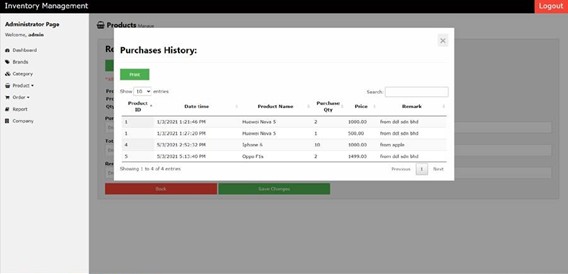 Inventory Management
Logout
Administrator Page
Welcome, admin
Dashboard
Brands
Category
Product
Order
Report
Company
Products Manage
Purchases History:
×
Print
Show 10 entries
Search:
Product ID Date time Product Name Purchase Qty Price Remark
1 1/3/2021 1:21:46 PM Huawei Nova 5 2 1000.00 from ddl sdn bhd
1 1/3/2021 1:27:20 PM Huawei Nova 5 1 500.00 from ddl sdn bhd
4 5/3/2021 2:52:32 PM Iphone X 10 1000.00 from apple
5 5/3/2021 5:13:40 PM Oppo F1s 2 1499.00 from ddl sdn bhd
Showing 1 to 4 of 4 entries
Previous 1 Next
Back
Save Changes